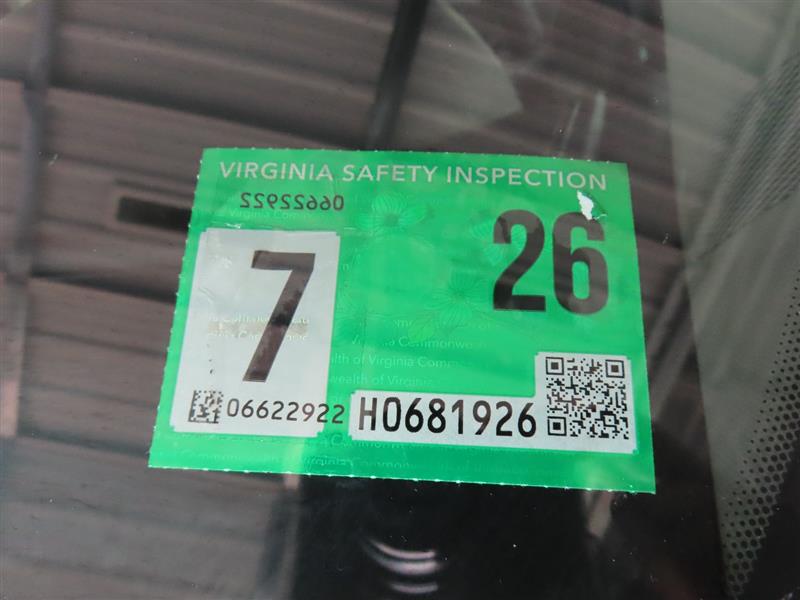 VIRGINIA SAFETY INSPECTION
06622922
7
26
06622922
H0681926